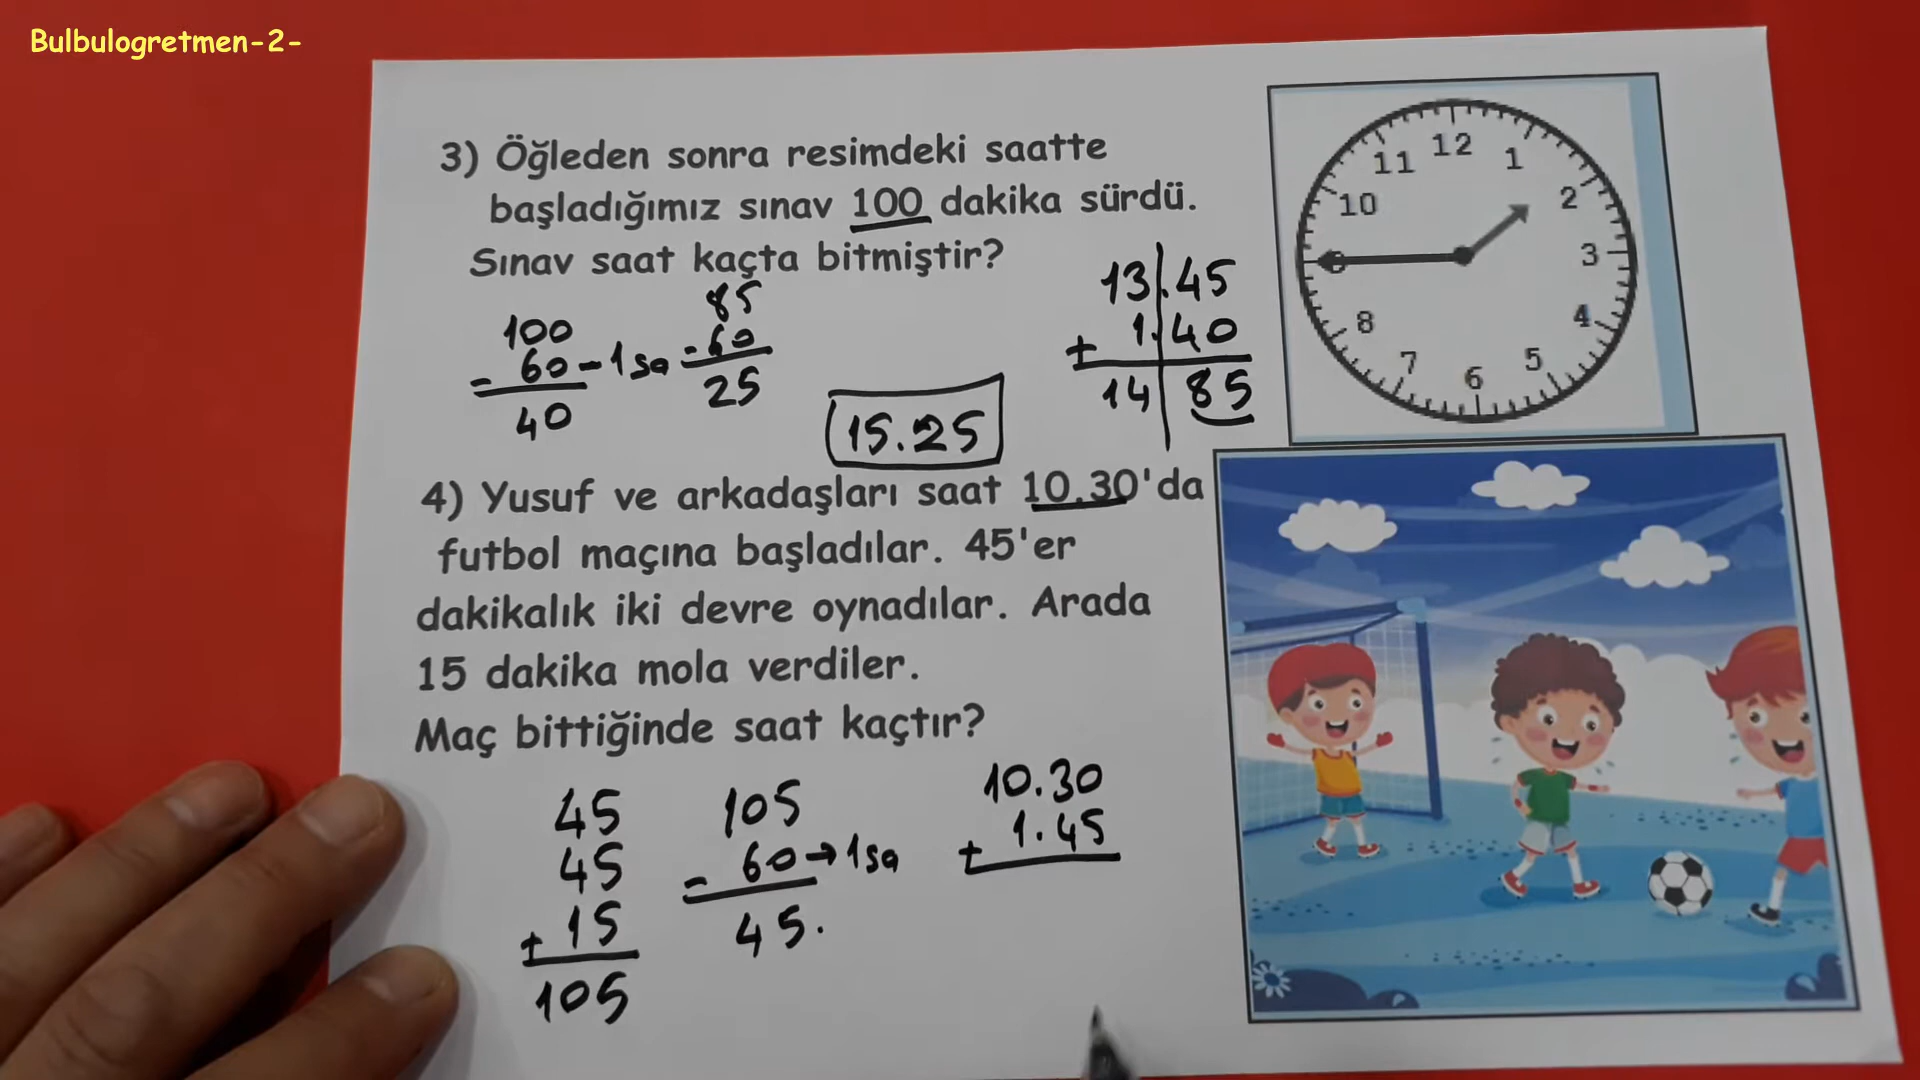 Bulbulogretmen-2-
3) Öğleden sonra resimdeki saatte
başladığımız sınav 100 dakika sürdü.
Sınav saat kaçta bitmiştir?
100
- 60 - 1sa
40
85
- 60
25
15.25
13.45
+ 1.40
14 85
12
1
2
3
4
5
6
7
8
10
11
4) Yusuf ve arkadaşları saat 10.30'da
futbol maçına başladılar. 45'er
dakikalık iki devre oynadılar. Arada
15 dakika mola verdiler.
Maç bittiğinde saat kaçtır?
45
45
+ 15
105
105
- 60 → 1sa
45.
10.30
+ 1.45